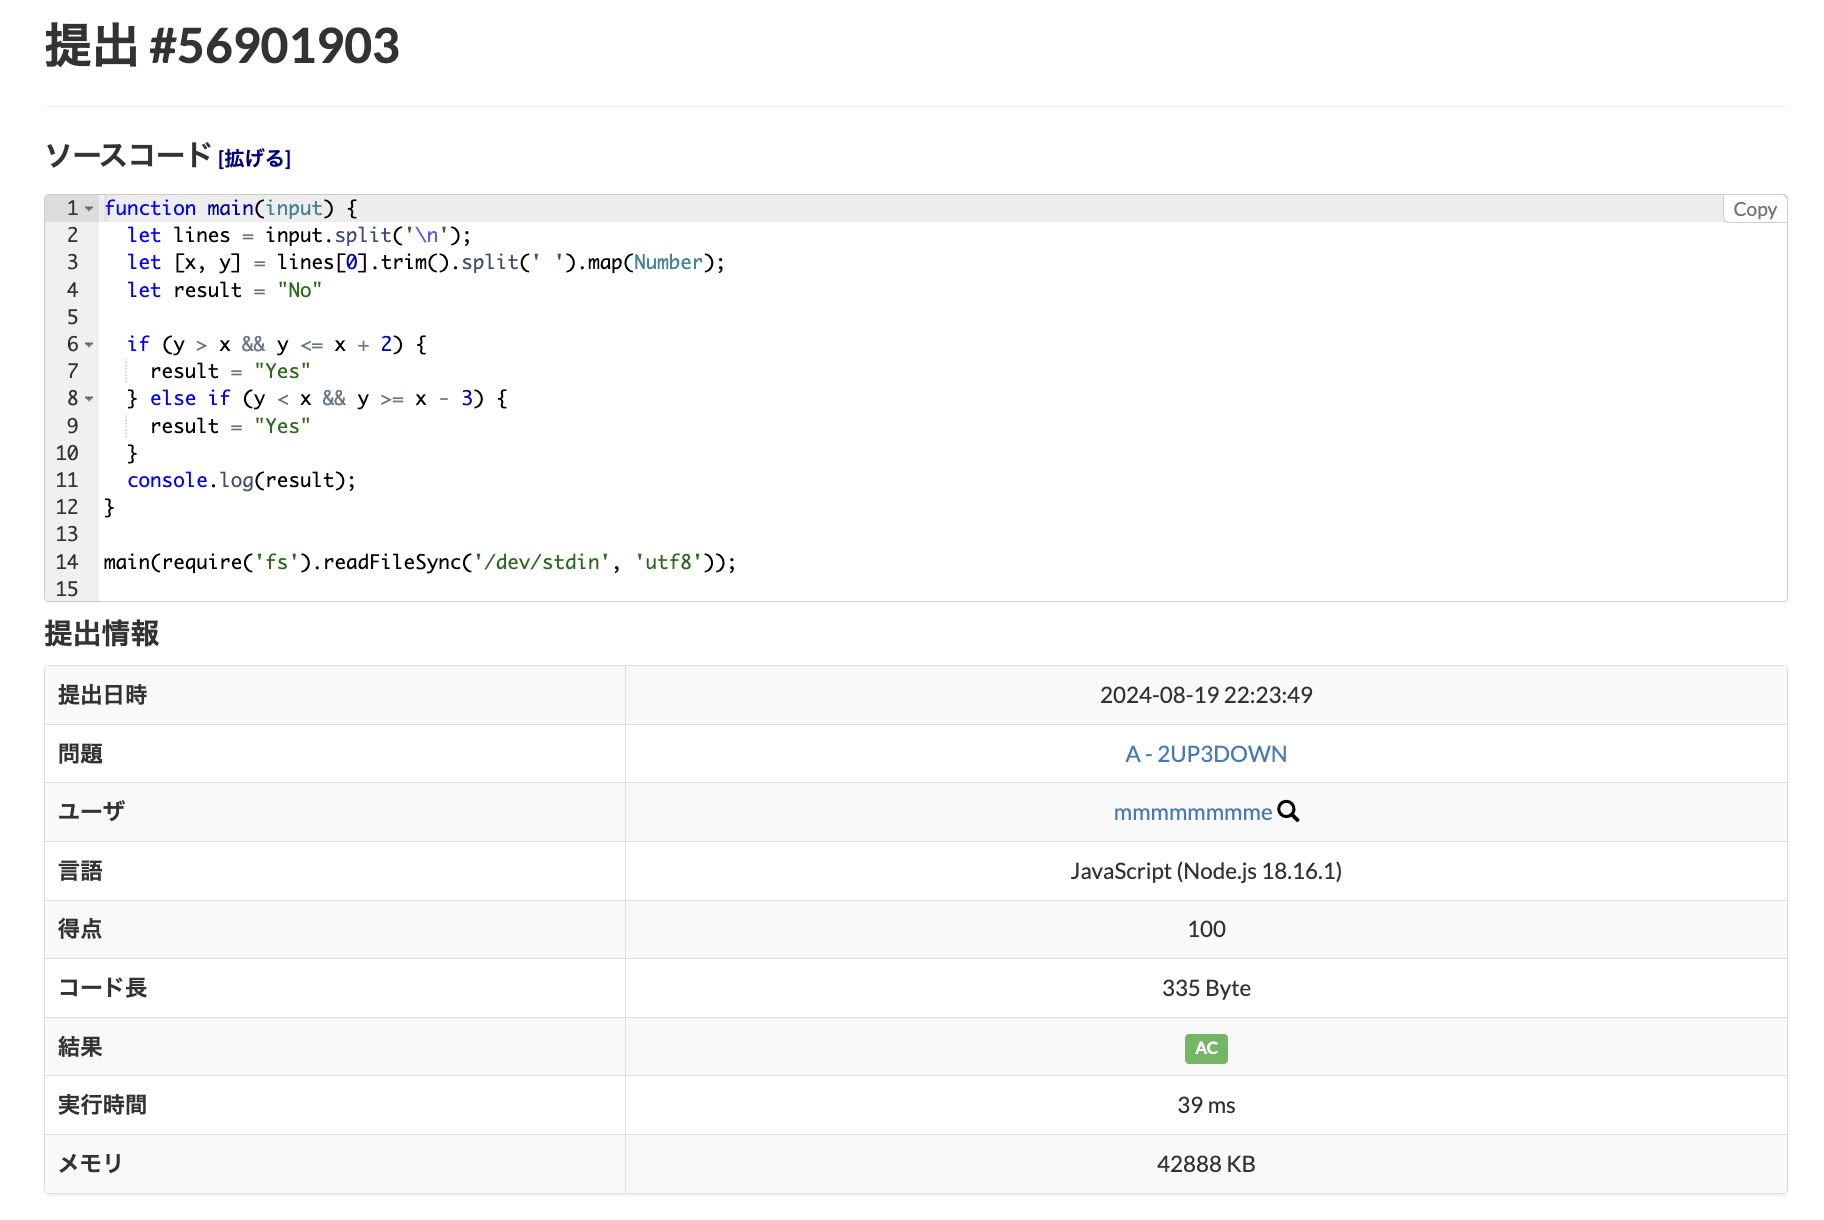 提出 #56901903
ソースコード [拡げる]
Copy
1 function main(input) {
2   let lines = input.split('\n');
3   let [x, y] = lines[0].trim().split(' ').map(Number);
4   let result = "No"
5
6   if (y > x && y <= x + 2) {
7     result = "Yes"
8   } else if (y < x && y >= x - 3) {
9     result = "Yes"
10   }
11   console.log(result);
12 }
13
14 main(require('fs').readFileSync('/dev/stdin', 'utf8'));
15
提出情報
提出日時 2024-08-19 22:23:49
問題 A - 2UP3DOWN
ユーザ mmmmmmmme
言語 JavaScript (Node.js 18.16.1)
得点 100
コード長 335 Byte
結果 AC
実行時間 39 ms
メモリ 42888 KB